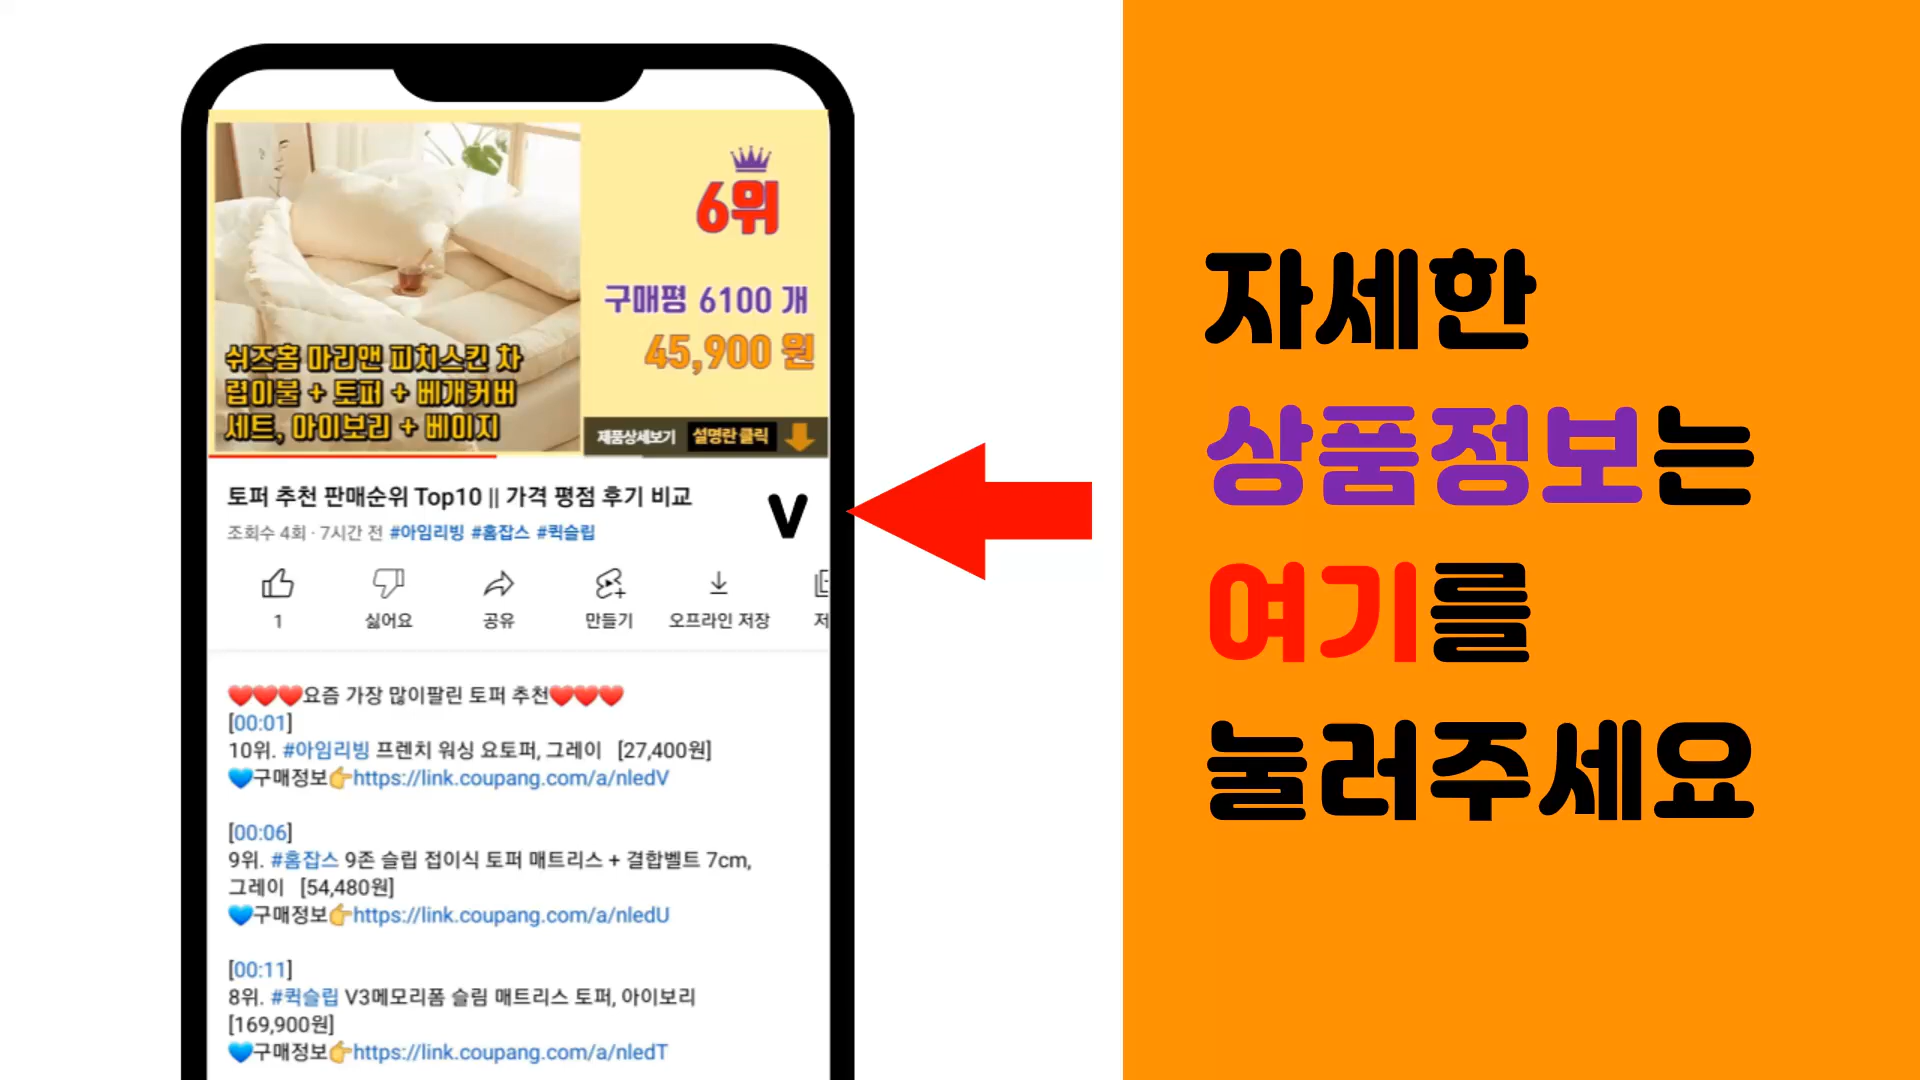 6위
구매평 6100 개
45,900 원
쉬즈홈 마리앤 피치스킨 차
렵이불 + 토퍼 + 베개커버
세트, 아이보리 + 베이지
제품상세보기 설명란 클릭
토퍼 추천 판매순위 Top10 || 가격 평점 후기 비교
V
조회수 4회 · 7시간 전 #아임리빙 #홈잡스 #퀵슬립
1 싫어요 공유 만들기 오프라인 저장 저
❤❤❤요즘 가장 많이팔린 토퍼 추천❤❤❤
[00:01]
10위. #아임리빙 프렌치 워싱 요토퍼, 그레이 [27,400원]
💙구매정보👉https://link.coupang.com/a/nledV
[00:06]
9위. #홈잡스 9존 슬립 접이식 토퍼 매트리스 + 결합벨트 7cm,
그레이 [54,480원]
💙구매정보👉https://link.coupang.com/a/nledU
[00:11]
8위. #퀵슬립 V3메모리폼 슬림 매트리스 토퍼, 아이보리
[169,900원]
💙구매정보👉https://link.coupang.com/a/nledT
자세한
상품정보는
여기를
눌러주세요